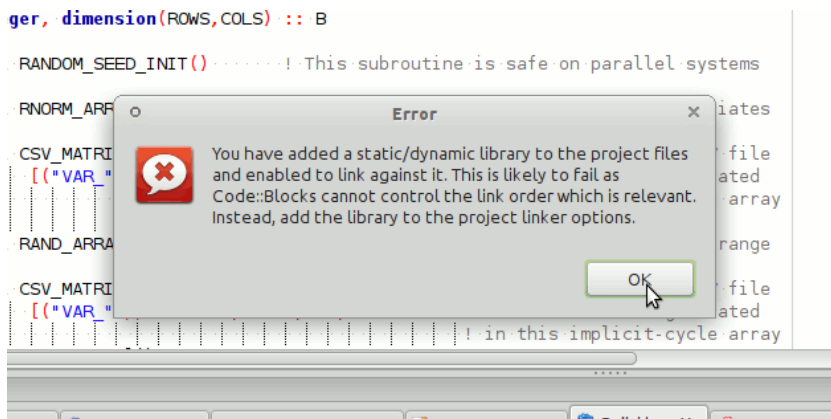 ger, dimension(ROWS,COLS) :: B
RANDOM_SEED_INIT() ! This subroutine is safe on parallel systems
RNORM_ARR iates
Error
CSV_MATRI file
[("VAR_" ated
array
You have added a static/dynamic library to the project files
and enabled to link against it. This is likely to fail as
Code::Blocks cannot control the link order which is relevant.
Instead, add the library to the project linker options.
RAND_ARRA range
OK
CSV_MATRI file
[("VAR_" ated
! in this implicit-cycle array